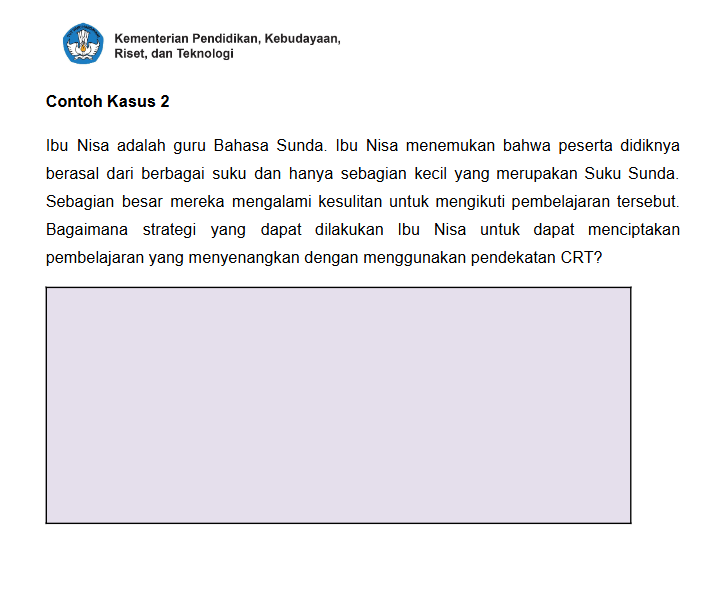 Kementerian Pendidikan, Kebudayaan,
Riset, dan Teknologi
Contoh Kasus 2
Ibu Nisa adalah guru Bahasa Sunda. Ibu Nisa menemukan bahwa peserta didiknya
berasal dari berbagai suku dan hanya sebagian kecil yang merupakan Suku Sunda.
Sebagian besar mereka mengalami kesulitan untuk mengikuti pembelajaran tersebut.
Bagaimana strategi yang dapat dilakukan Ibu Nisa untuk dapat menciptakan
pembelajaran yang menyenangkan dengan menggunakan pendekatan CRT?